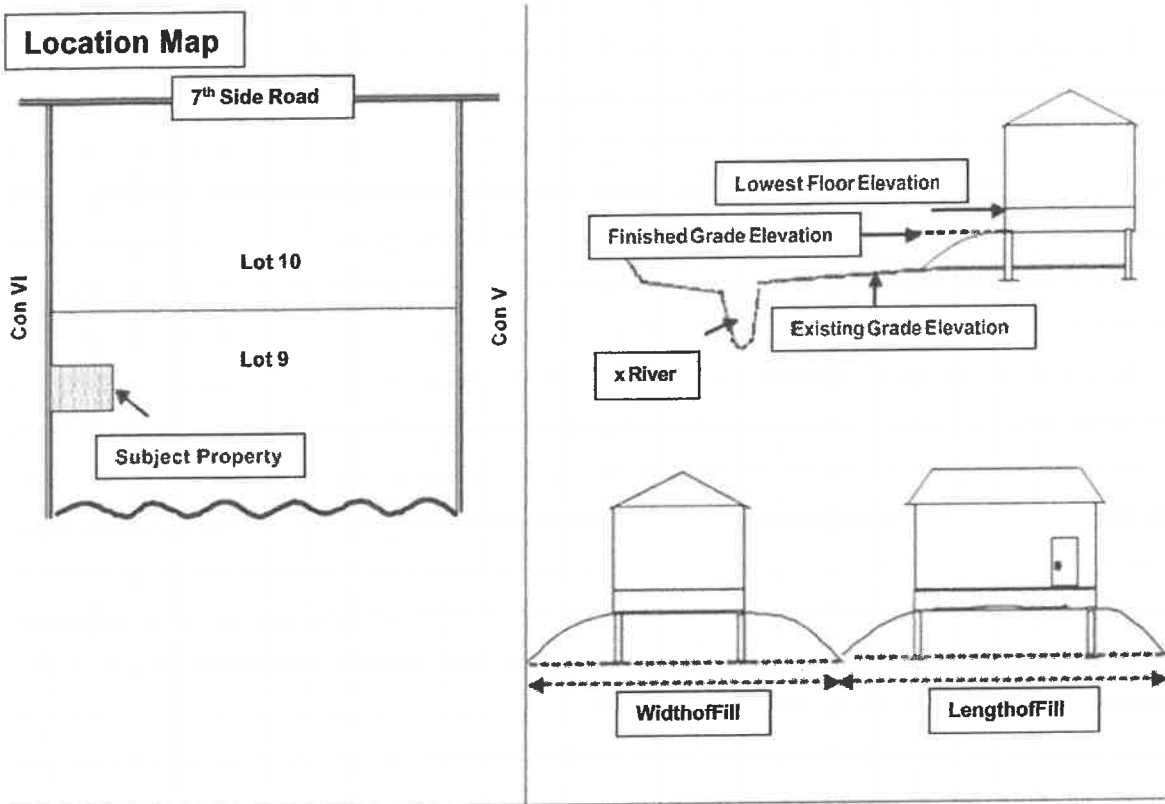 Location Map
7th Side Road
Con VI
Lot 10
Con V
Lot 9
Subject Property
Lowest Floor Elevation
Finished Grade Elevation
Existing Grade Elevation
x River
WidthofFill
LengthofFill